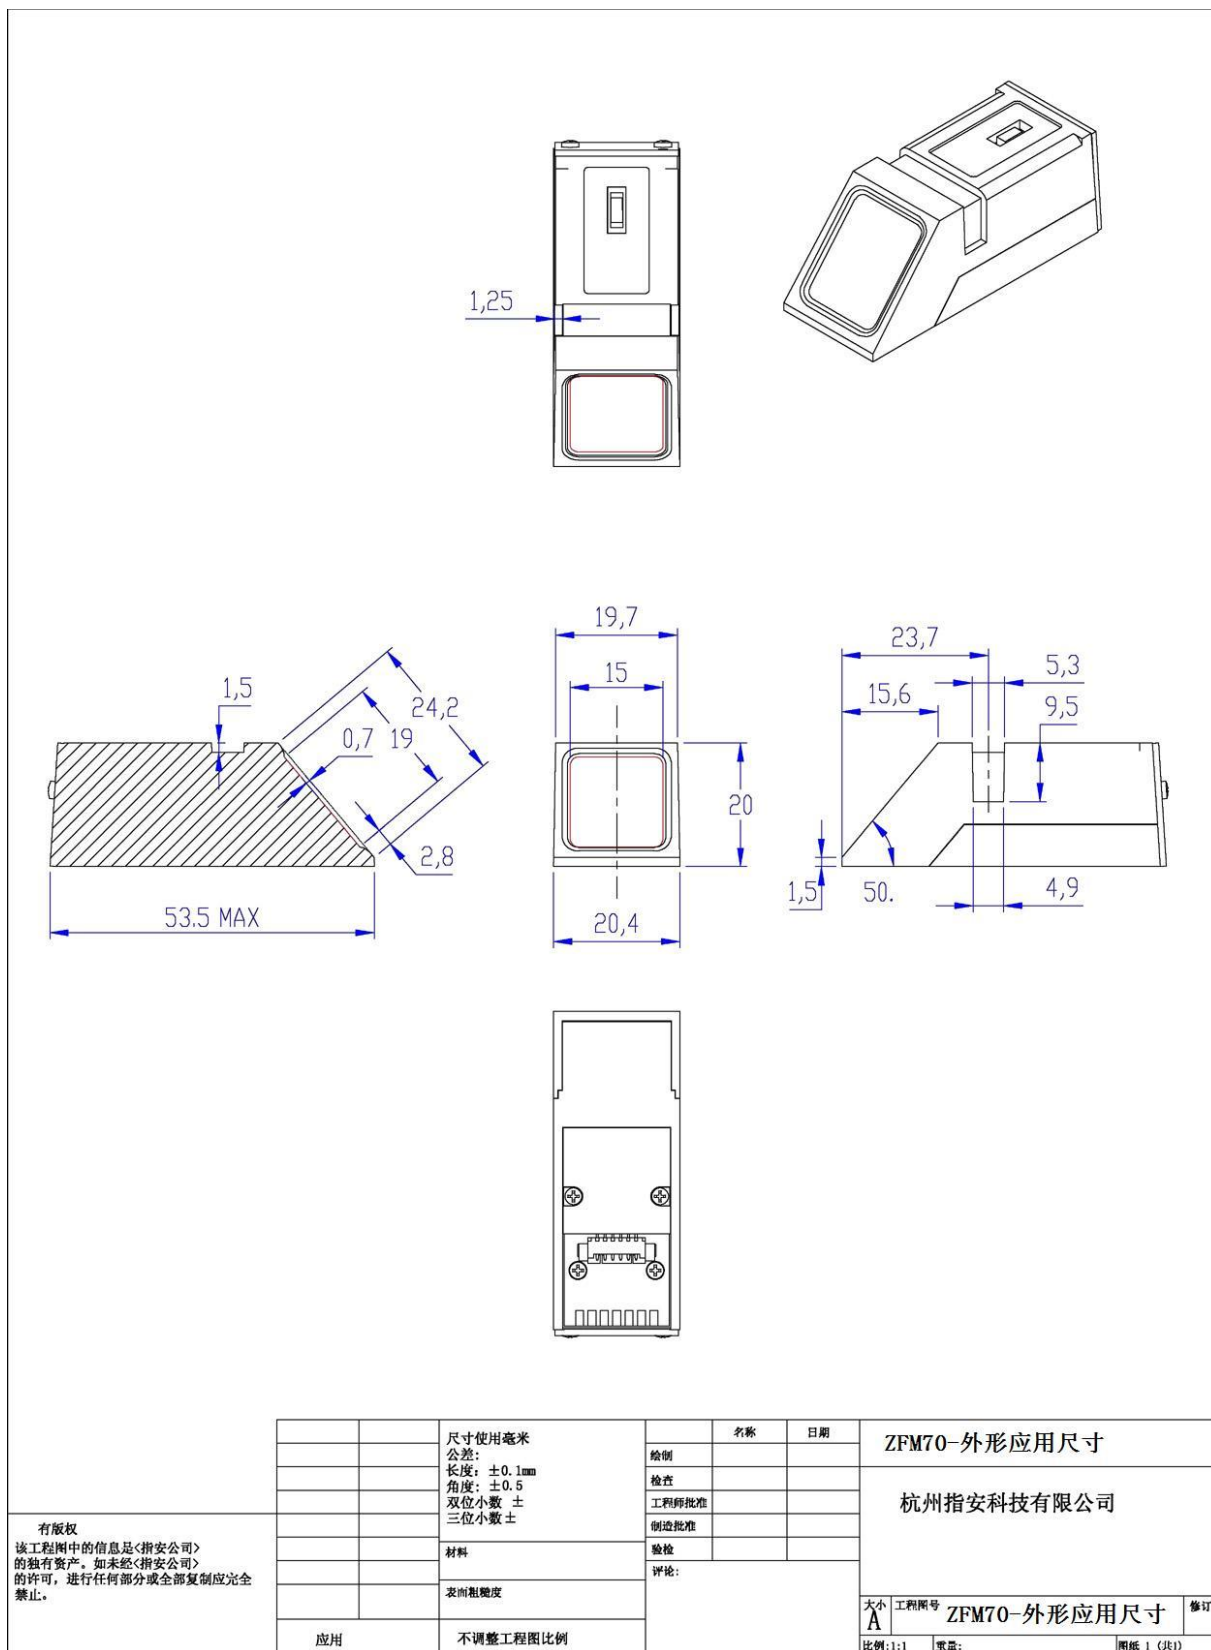 1,25
19,7
15
20
20,4
1,5
24,2
0,7
19
2,8
53.5 MAX
23,7
5,3
15,6
9,5
1,5
50.
4,9
有版权
该工程图中的信息是<指安公司>
的独有资产。如未经<指安公司>
的许可，进行任何部分或全部复制应完全
禁止。
应用
尺寸使用毫米
公差:
长度: ±0.1mm
角度: ±0.5
双位小数 ±
三位小数 ±
材料
表面粗糙度
不调整工程图比例
名称 日期
绘制
检查
工程师批准
制造批准
验检
评论:
ZFM70-外形应用尺寸
杭州指安科技有限公司
大小 工程图号 修订
A ZFM70-外形应用尺寸
比例:1:1 重量: 图纸 1 (共1)